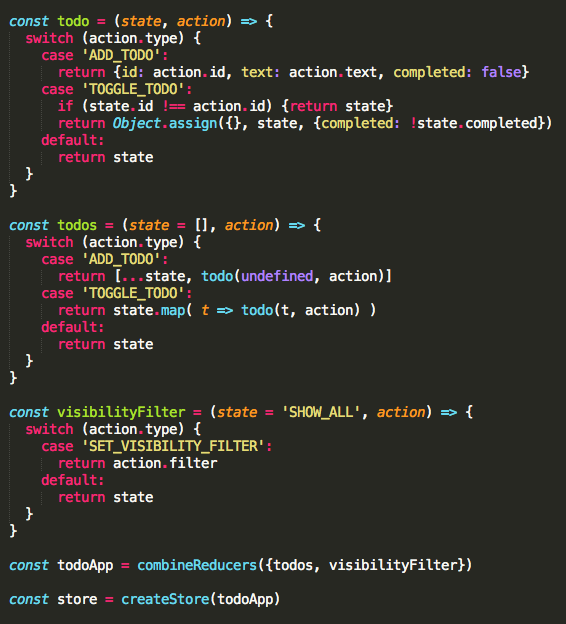 const todo = (state, action) => {
  switch (action.type) {
    case 'ADD_TODO':
      return {id: action.id, text: action.text, completed: false}
    case 'TOGGLE_TODO':
      if (state.id !== action.id) {return state}
      return Object.assign({}, state, {completed: !state.completed})
    default:
      return state
  }
}

const todos = (state = [], action) => {
  switch (action.type) {
    case 'ADD_TODO':
      return [...state, todo(undefined, action)]
    case 'TOGGLE_TODO':
      return state.map( t => todo(t, action) )
    default:
      return state
  }
}

const visibilityFilter = (state = 'SHOW_ALL', action) => {
  switch (action.type) {
    case 'SET_VISIBILITY_FILTER':
      return action.filter
    default:
      return state
  }
}

const todoApp = combineReducers({todos, visibilityFilter})

const store = createStore(todoApp)